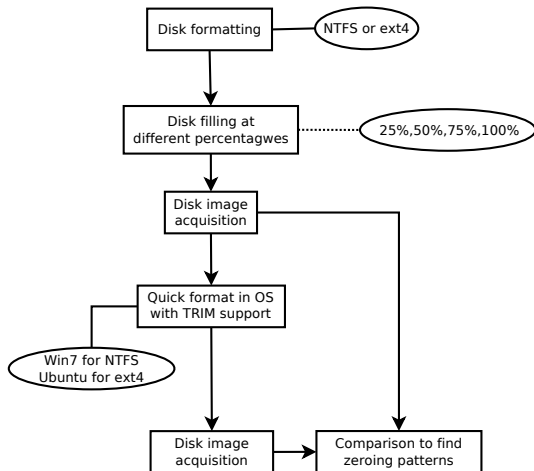 Disk formatting
NTFS or ext4
Disk filling at
different percentagwes
25%,50%,75%,100%
Disk image
acquisition
Quick format in OS
with TRIM support
Win7 for NTFS
Ubuntu for ext4
Disk image
acquisition
Comparison to find
zeroing patterns